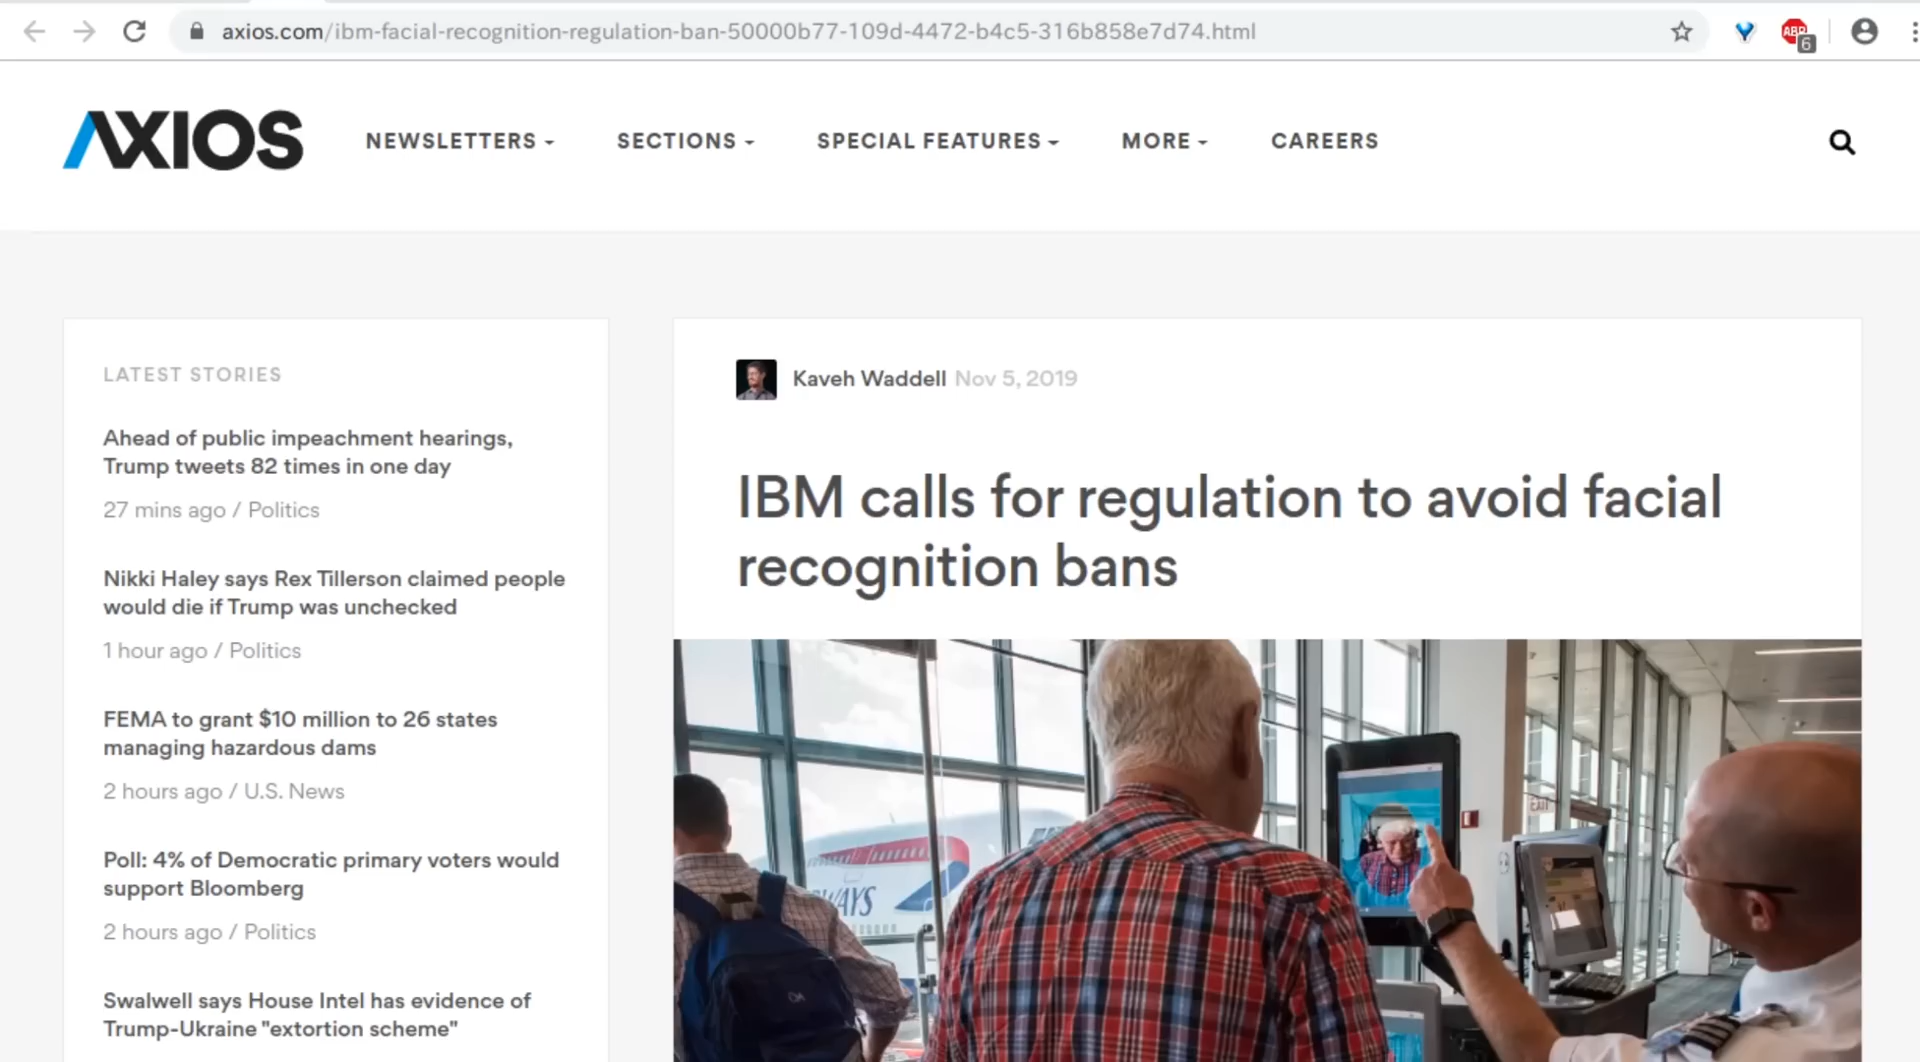 axios.com/ibm-facial-recognition-regulation-ban-50000b77-109d-4472-b4c5-316b858e7d74.html
ABP
6
AXIOS
NEWSLETTERS
SECTIONS
SPECIAL FEATURES
MORE
CAREERS
LATEST STORIES
Ahead of public impeachment hearings,
Trump tweets 82 times in one day
27 mins ago / Politics
Nikki Haley says Rex Tillerson claimed people
would die if Trump was unchecked
1 hour ago / Politics
FEMA to grant $10 million to 26 states
managing hazardous dams
2 hours ago / U.S. News
Poll: 4% of Democratic primary voters would
support Bloomberg
2 hours ago / Politics
Swalwell says House Intel has evidence of
Trump-Ukraine "extortion scheme"
Kaveh Waddell Nov 5, 2019
IBM calls for regulation to avoid facial
recognition bans
EXIT
WAYS